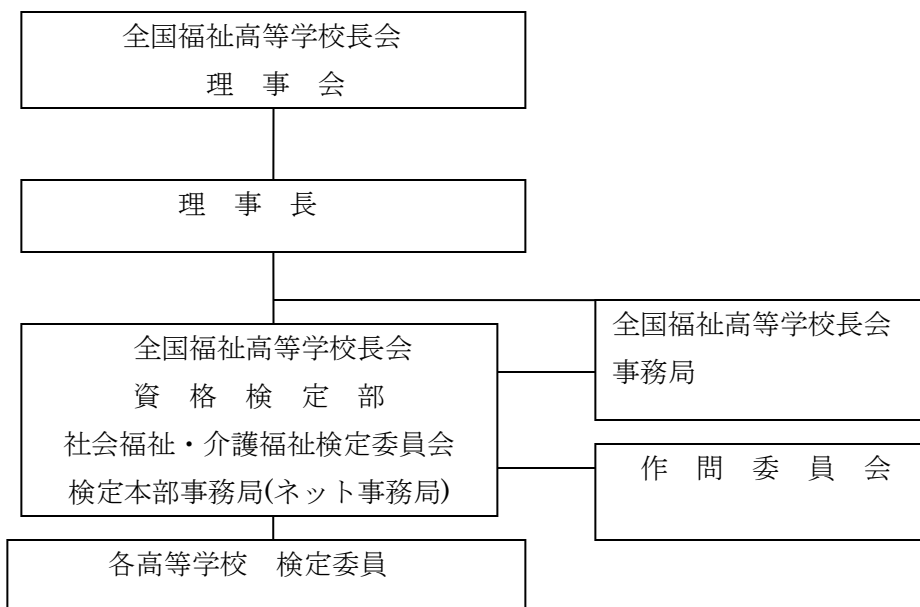 全国福祉高等学校長会
理　事　会
理　事　長
全国福祉高等学校長会
事務局
全国福祉高等学校長会
資　格　検　定　部
社会福祉・介護福祉検定委員会
検定本部事務局(ネット事務局)
作　問　委　員　会
各高等学校　検定委員